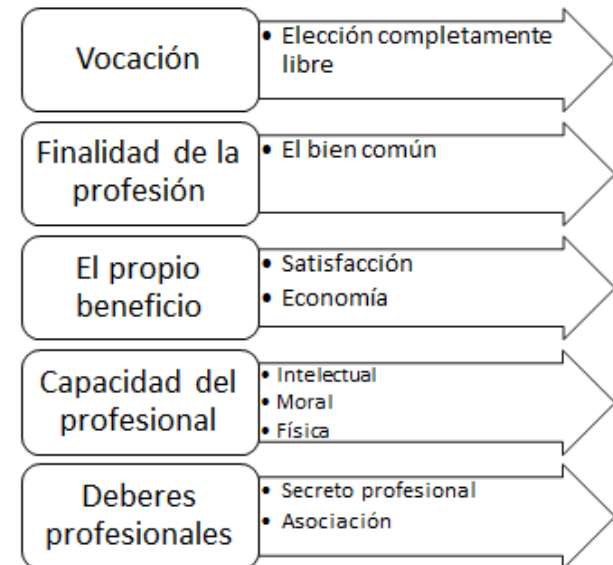 Vocación
• Elección completamente
libre
Finalidad de la
profesión
• El bien común
El propio
beneficio
• Satisfacción
• Economía
Capacidad del
profesional
• Intelectual
• Moral
• Física
Deberes
profesionales
• Secreto profesional
• Asociación